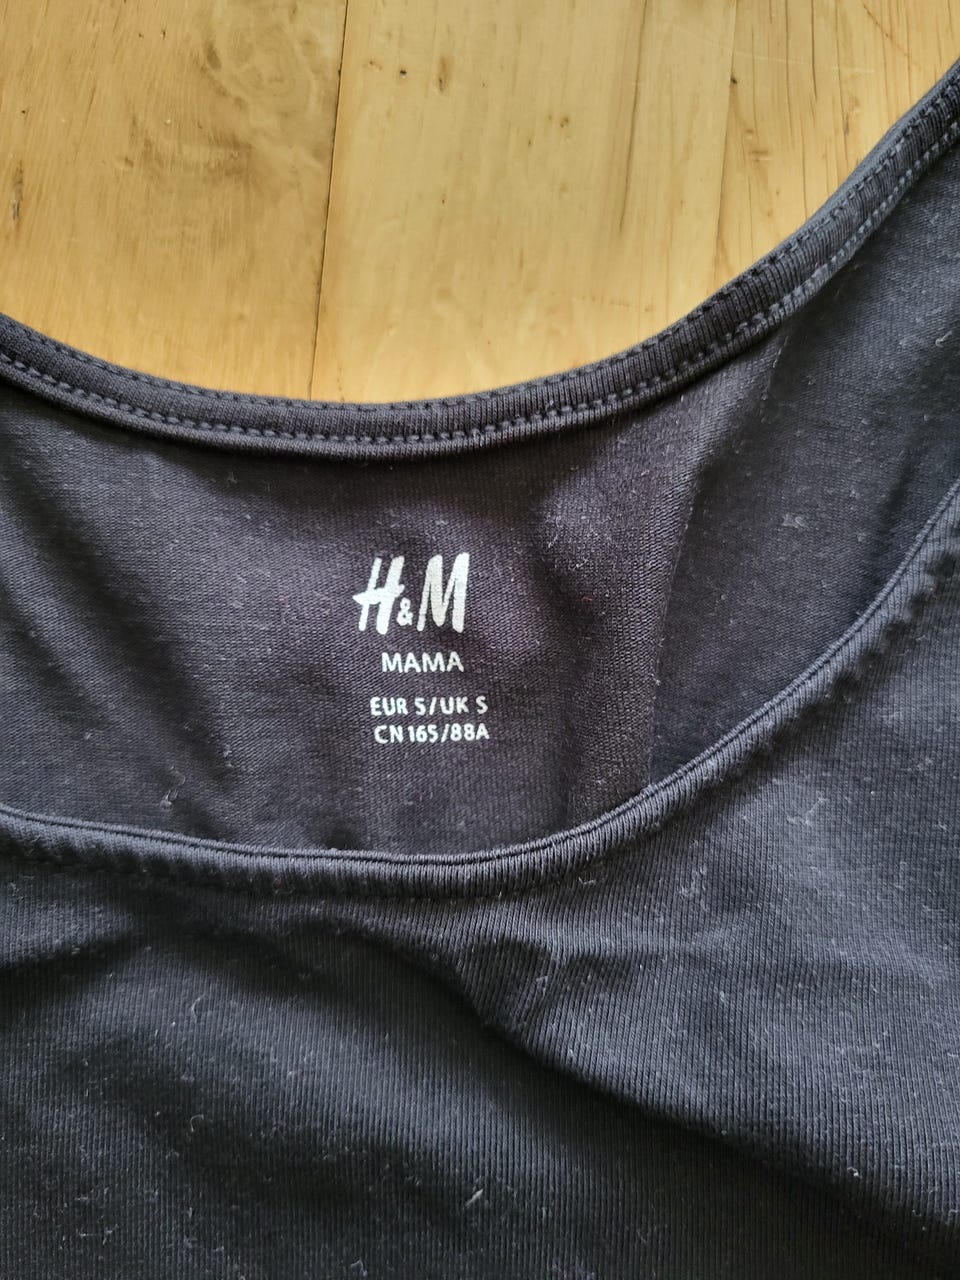 H&M
MAMA
EUR S/UK S
CN 165/88A